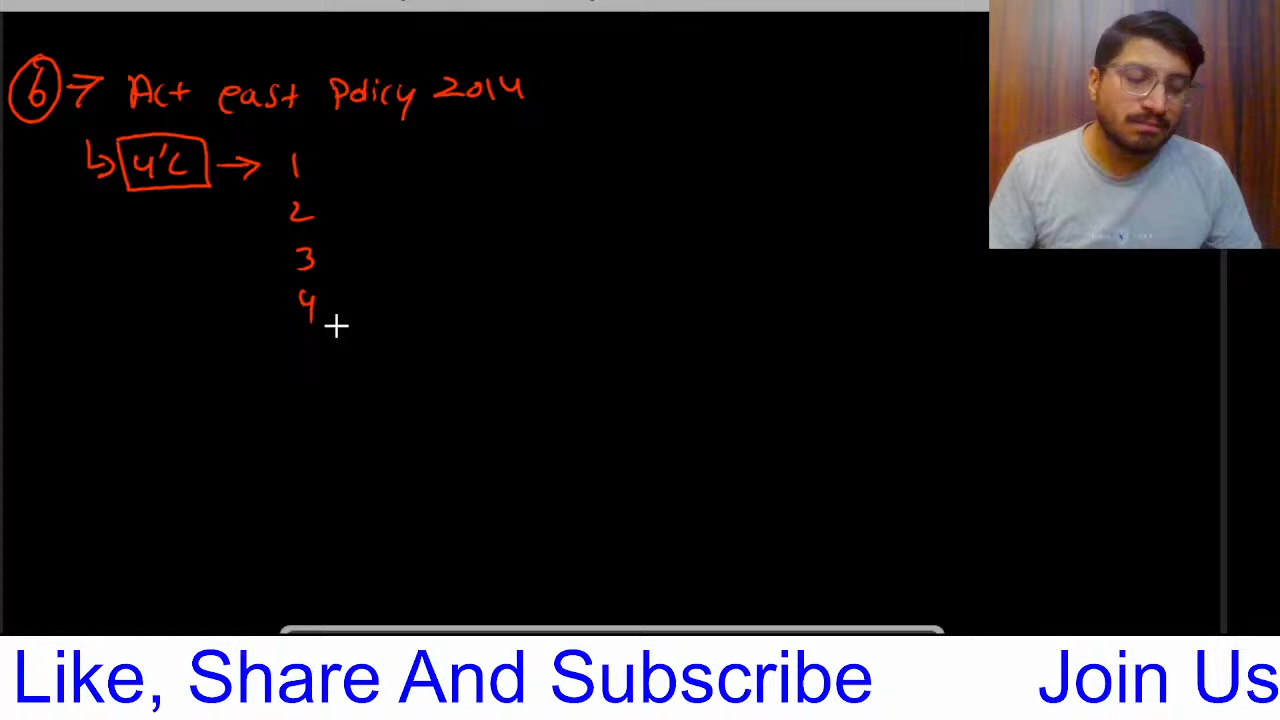 6 → Act east policy 2014
↳ 4'C → 1
2
3
4
Like, Share And Subscribe
Join Us